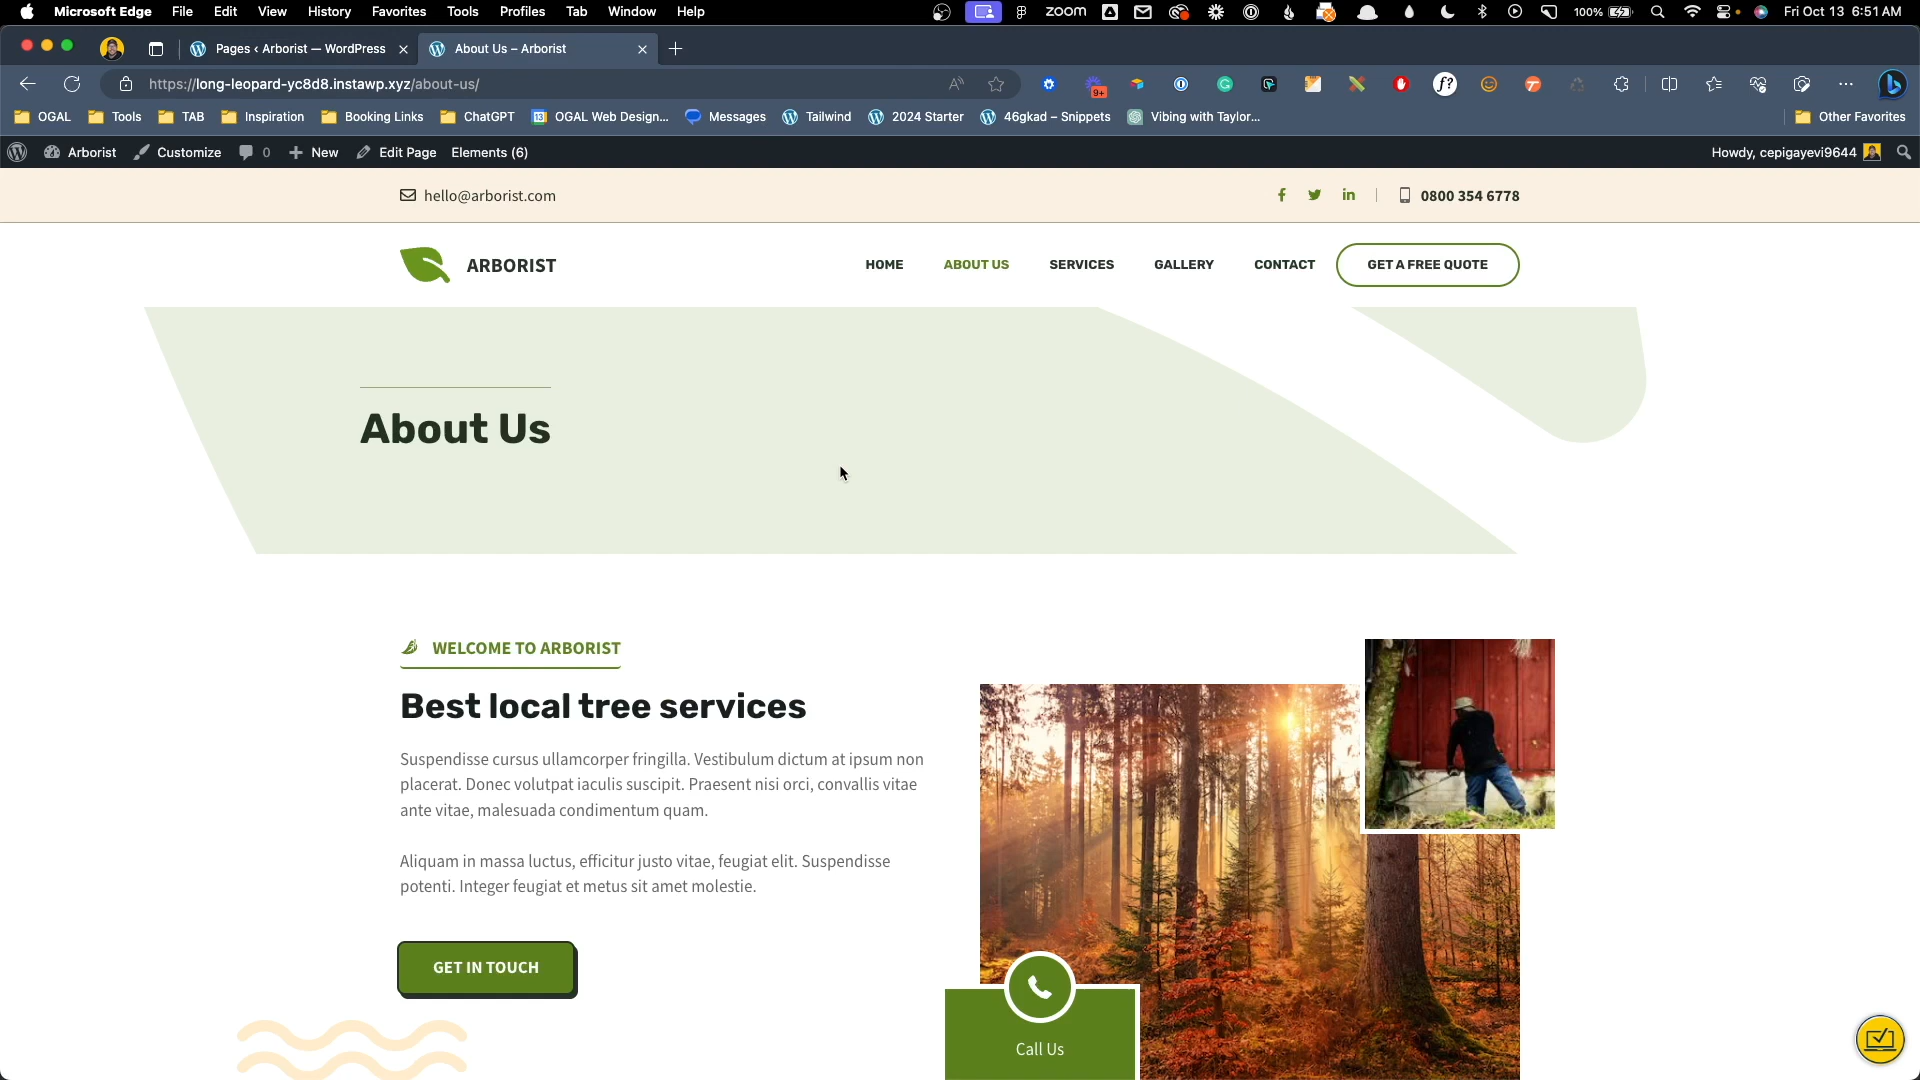 Microsoft Edge File Edit View History Favorites Tools Profiles Tab Window Help zoom 100% Fri Oct 13 6:51 AM
Pages ‹ Arborist — WordPress About Us – Arborist
https://long-leopard-yc8d8.instawp.xyz/about-us/ 9+ f?
OGAL Tools TAB Inspiration Booking Links ChatGPT OGAL Web Design... Messages Tailwind 2024 Starter 46gkad – Snippets Vibing with Taylor... Other Favorites
Arborist Customize 0 New Edit Page Elements (6) Howdy, cepigayevi9644
hello@arborist.com 0800 354 6778
ARBORIST HOME ABOUT US SERVICES GALLERY CONTACT GET A FREE QUOTE
About Us
WELCOME TO ARBORIST
Best local tree services
Suspendisse cursus ullamcorper fringilla. Vestibulum dictum at ipsum non
placerat. Donec volutpat iaculis suscipit. Praesent nisi orci, convallis vitae
ante vitae, malesuada condimentum quam.
Aliquam in massa luctus, efficitur justo vitae, feugiat elit. Suspendisse
potenti. Integer feugiat et metus sit amet molestie.
GET IN TOUCH
Call Us